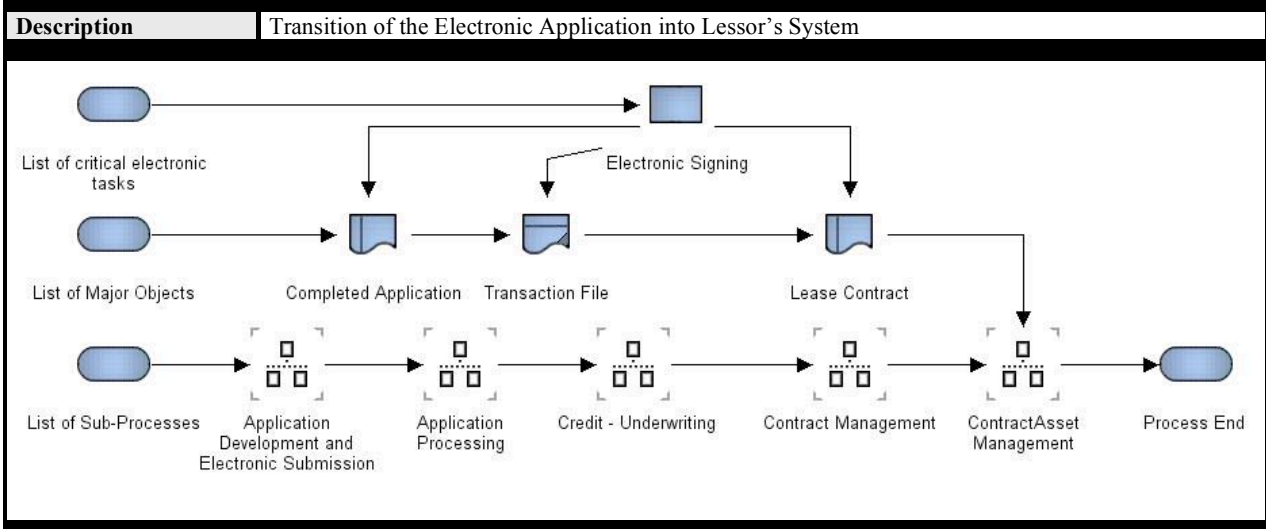 Description Transition of the Electronic Application into Lessor’s System
List of critical electronic
tasks
Electronic Signing
List of Major Objects
Completed Application
Transaction File
Lease Contract
List of Sub-Processes
Application
Development and
Electronic Submission
Application
Processing
Credit - Underwriting
Contract Management
ContractAsset
Management
Process End